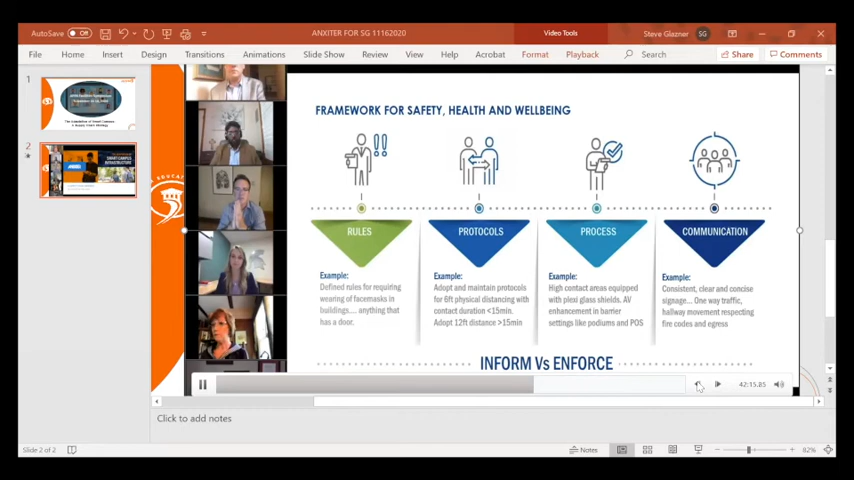 AutoSave Off
ANXITER FOR SG 11162020
Video Tools
Steve Glazner SG
File Home Insert Design Transitions Animations Slide Show Review View Help Acrobat Format Playback Search Share Comments
1
2
EDUCA
FRAMEWORK FOR SAFETY, HEALTH AND WELLBEING
!!
RULES
Example:
Defined rules for requiring
wearing of facemasks in
buildings.... anything that
has a door.
PROTOCOLS
Example:
Adopt and maintain protocols
for 6ft physical distancing with
contact duration <15min.
Adopt 12ft distance >15min
PROCESS
Example:
High contact areas equipped
with plexi glass shields. AV
enhancement in barrier
settings like podiums and POS
COMMUNICATION
Example:
Consistent, clear and concise
signage... One way traffic,
hallway movement respecting
fire codes and egress
INFORM Vs ENFORCE
42:15.85
Click to add notes
Slide 2 of 2
Notes
82%